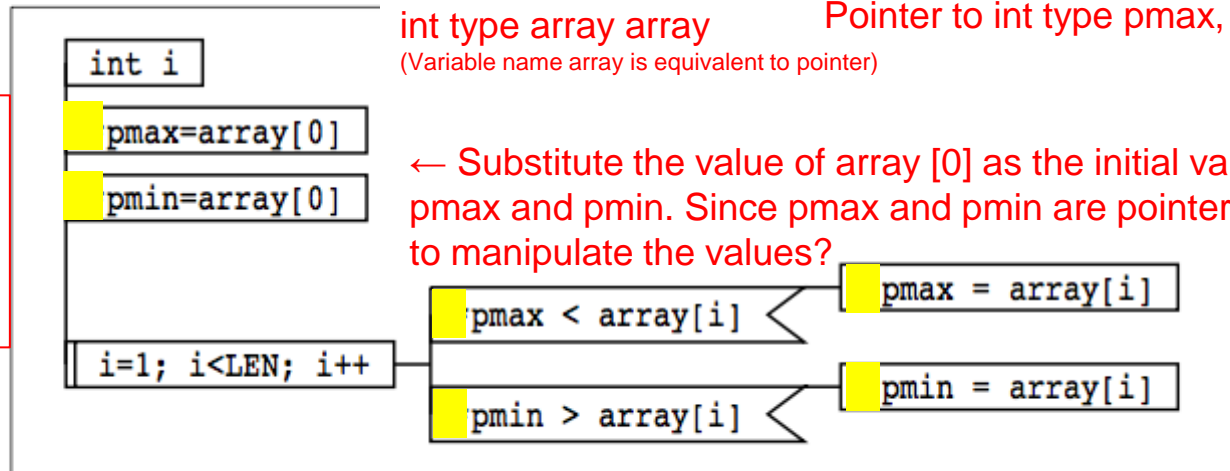 int type array array
Pointer to int type pmax,
(Variable name array is equivalent to pointer)
int i
pmax=array[0]
pmin=array[0]
← Substitute the value of array [0] as the initial va
pmax and pmin. Since pmax and pmin are pointer
to manipulate the values?
pmax < array[i]
pmax = array[i]
i=1; i<LEN; i++
pmin > array[i]
pmin = array[i]